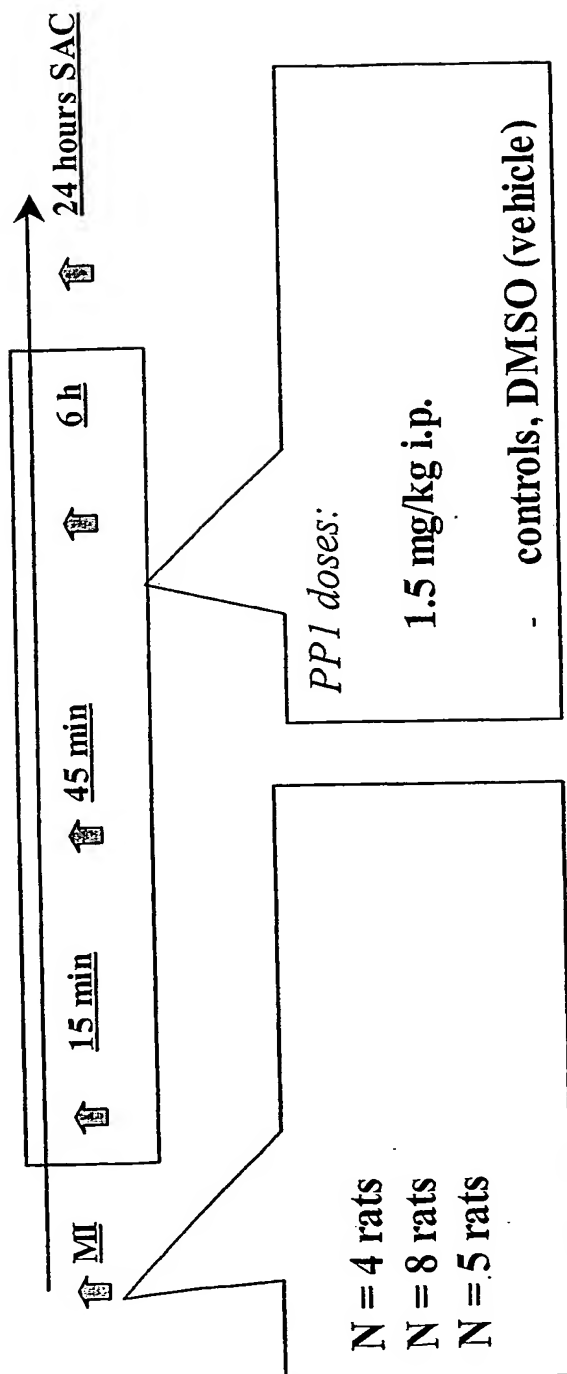 MI
15 min
45 min
6 h
24 hours SAC
N = 4 rats
N = 8 rats
N = 5 rats
PP1 doses:
1.5 mg/kg i.p.
- controls, DMSO (vehicle)